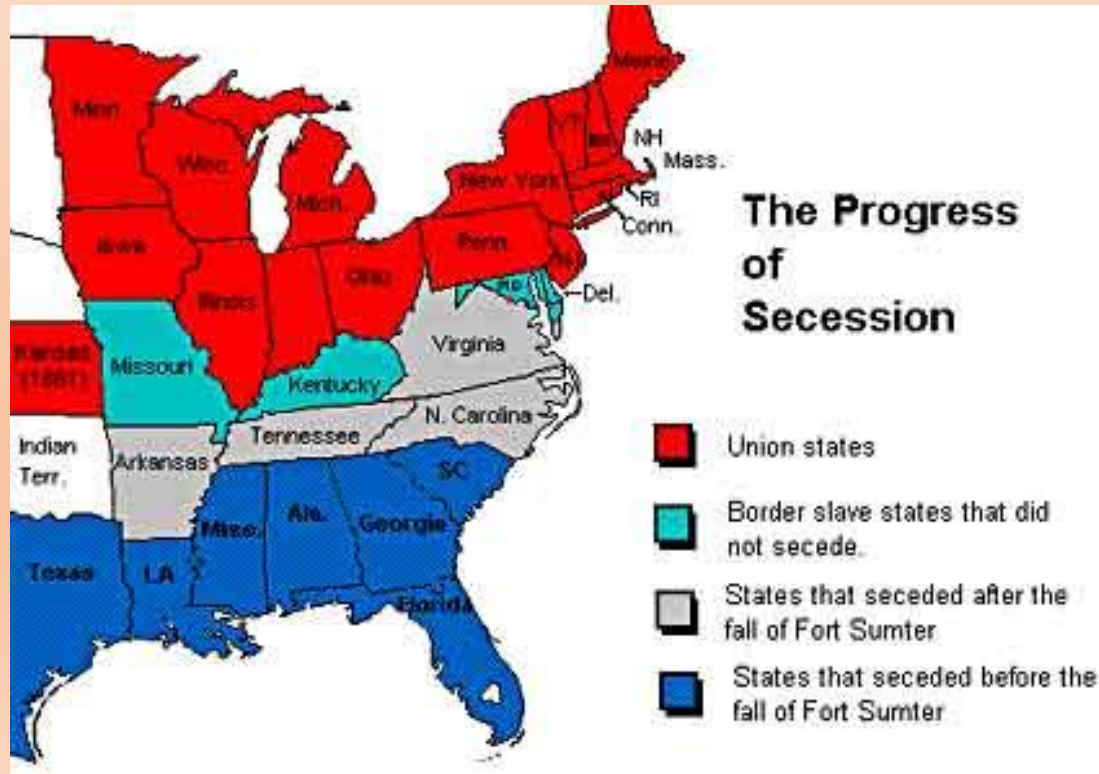 Maine
Minn
NH
Wisc
Mass.
VT
New York
Mich.
RI
Conn.
The Progress
of
Secession
Iowa
Penn.
Ohio
Illinois
Del.
Virginia
Kansas
(1861)
Missouri
Kentucky
N. Carolina
Tennessee
Indian
Terr.
Arkansas
SC
Miss.
Ala.
Georgia
Texas
LA
Florida
Union states
Border slave states that did
not secede.
States that seceded after the
fall of Fort Sumter
States that seceded before the
fall of Fort Sumter